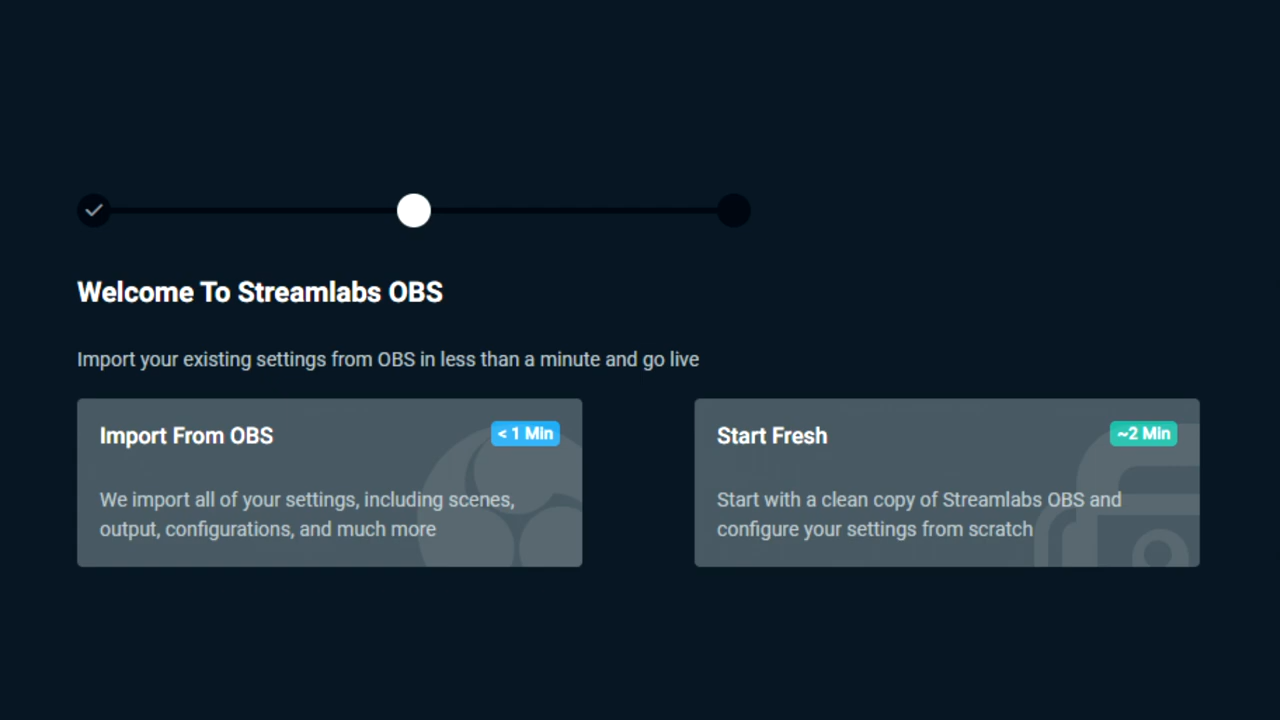 Welcome To Streamlabs OBS
Import your existing settings from OBS in less than a minute and go live
Import From OBS
< 1 Min
We import all of your settings, including scenes,
output, configurations, and much more
Start Fresh
~2 Min
Start with a clean copy of Streamlabs OBS and
configure your settings from scratch